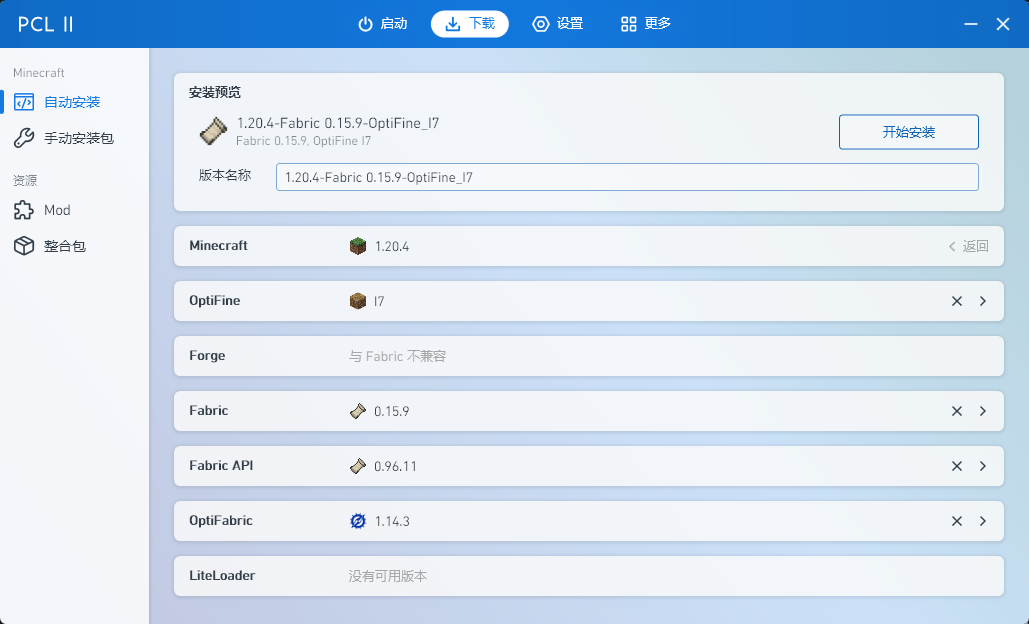 PCL II
启动
下载
设置
更多
Minecraft
自动安装
手动安装包
资源
Mod
整合包
安装预览
1.20.4-Fabric 0.15.9-OptiFine_I7
Fabric 0.15.9, OptiFine I7
开始安装
版本名称
1.20.4-Fabric 0.15.9-OptiFine_I7
Minecraft
1.20.4
返回
OptiFine
I7
Forge
与 Fabric 不兼容
Fabric
0.15.9
Fabric API
0.96.11
OptiFabric
1.14.3
LiteLoader
没有可用版本